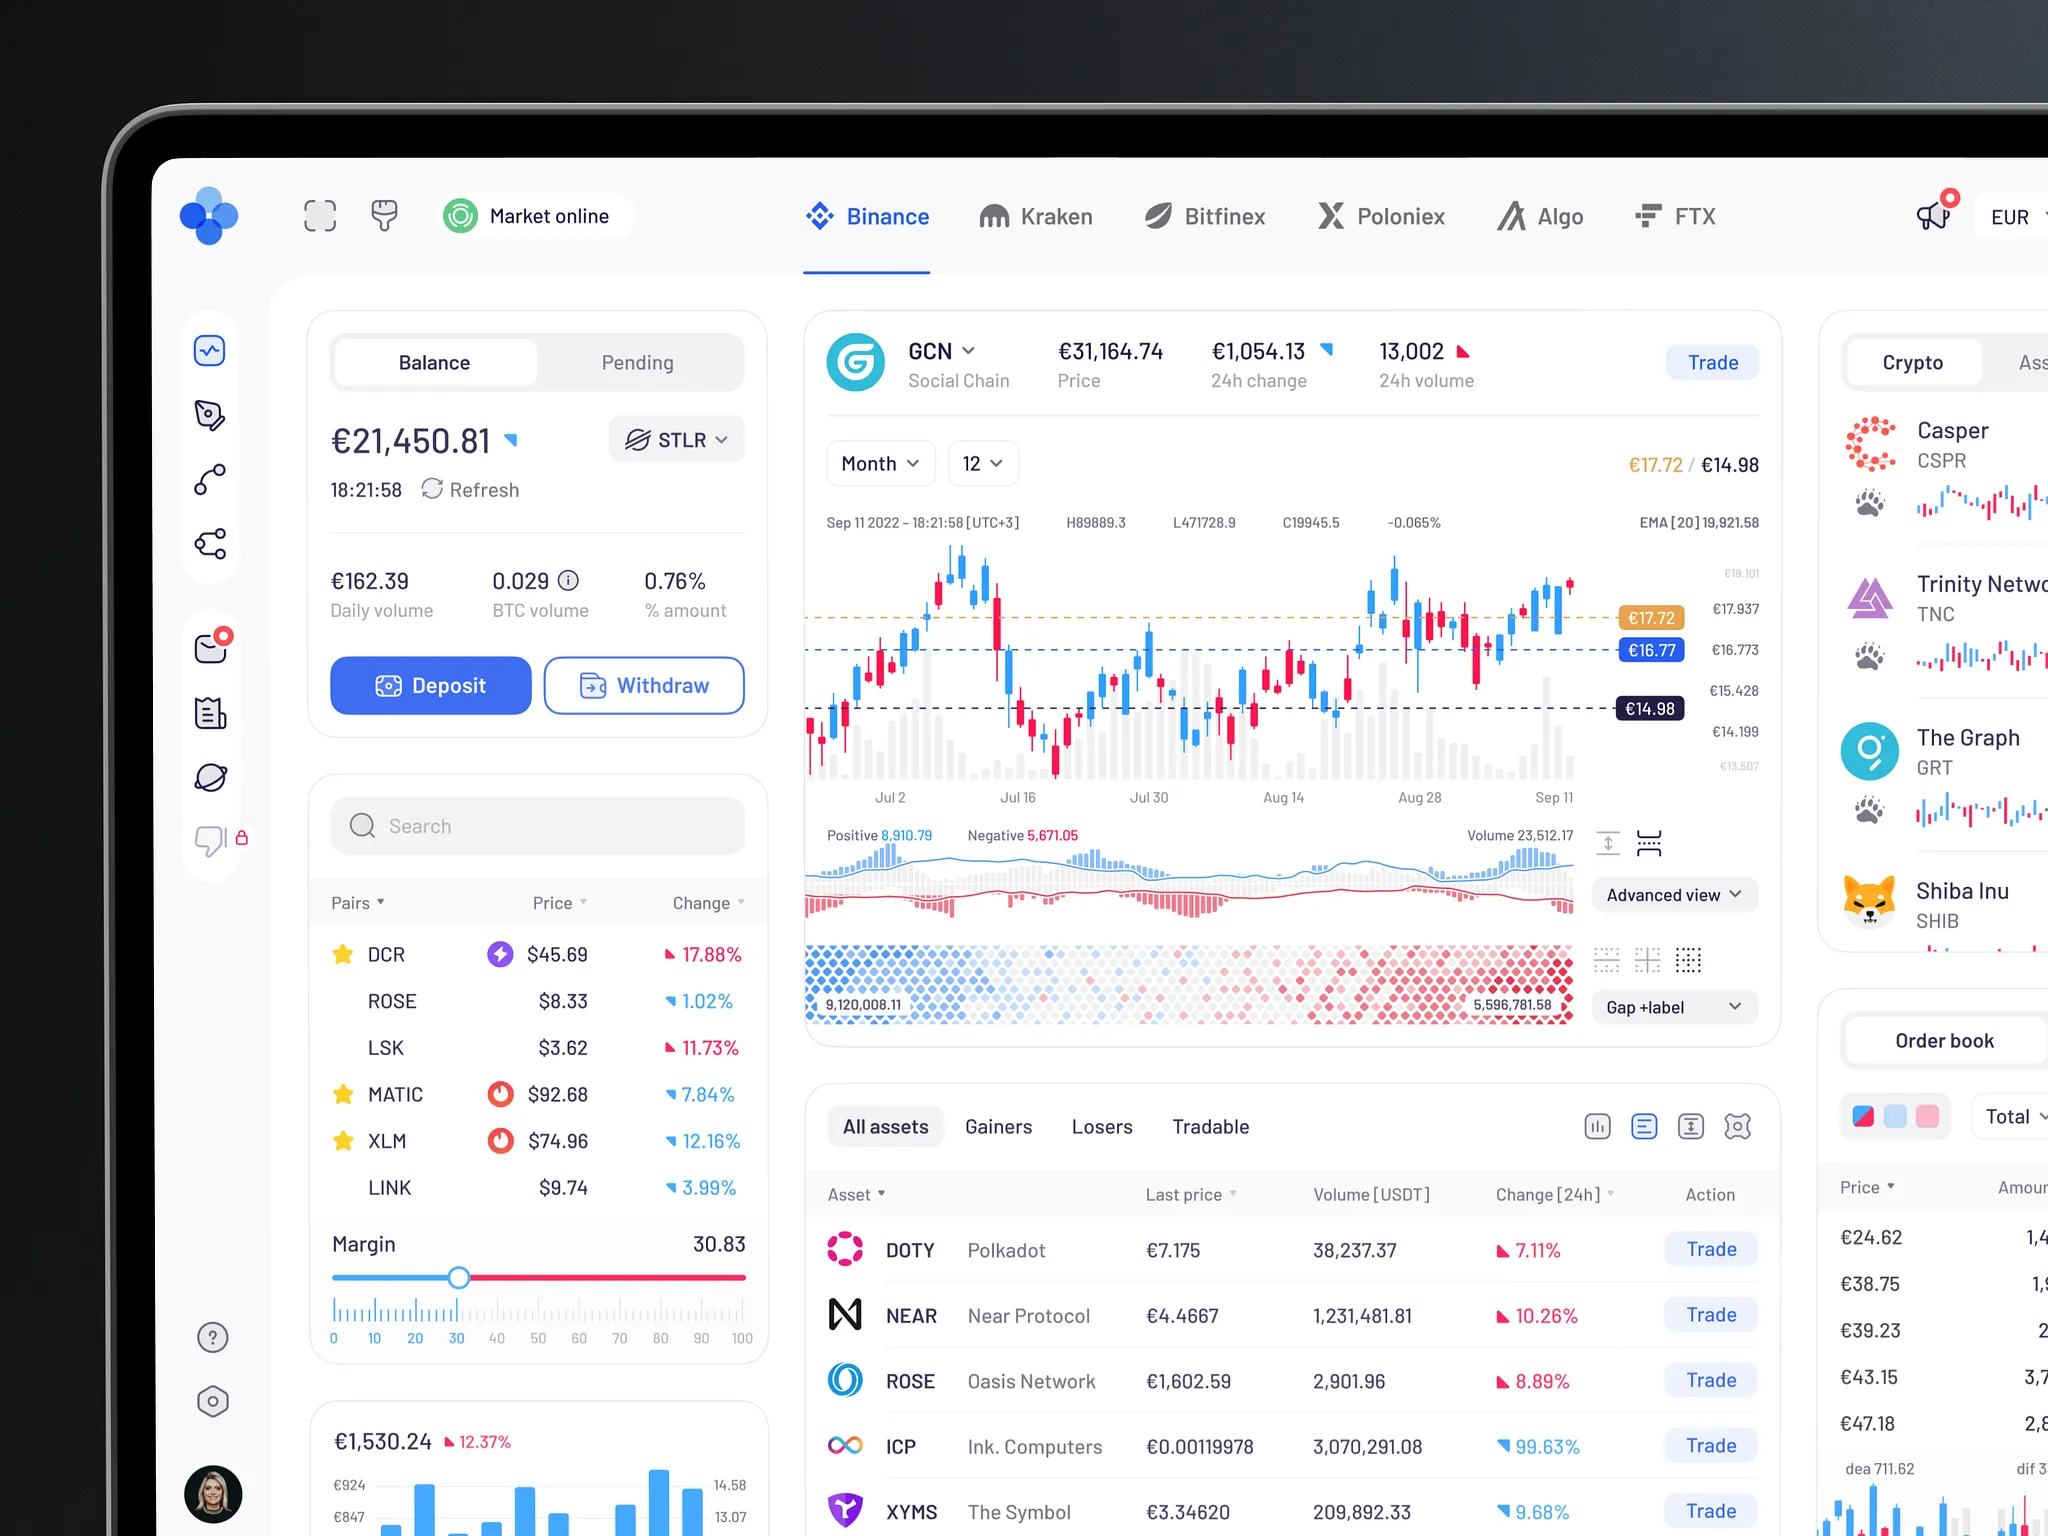 Market online
Binance
Kraken
Bitfinex
Poloniex
Algo
FTX
EUR
Balance
Pending
€21,450.81
STLR
18:21:58
Refresh
€162.39
Daily volume
0.029
BTC volume
0.76%
% amount
Deposit
Withdraw
Search
Pairs
Price
Change
DCR $45.69 17.88%
ROSE $8.33 1.02%
LSK $3.62 11.73%
MATIC $92.68 7.84%
XLM $74.96 12.16%
LINK $9.74 3.99%
Margin 30.83
0 10 20 30 40 50 60 70 80 90 100
€1,530.24 12.37%
€924 14.58
€847 13.07
GCN
Social Chain
€31,164.74
Price
€1,054.13
24h change
13,002
24h volume
Trade
Month
12
€17.72 / €14.98
Sep 11 2022 – 18:21:58 [UTC+3] H89889.3 L471728.9 C19945.5 -0.065% EMA [20] 19,921.58
€19.101
€17.72
€17.937
€16.77
€16.773
€15.428
€14.98
€14.199
€13.507
Jul 2 Jul 16 Jul 30 Aug 14 Aug 28 Sep 11
Positive 8,910.79 Negative 5,671.05 Volume 23,512.17
Advanced view
9,120,008.11
5,596,781.58
Gap +label
All assets
Gainers
Losers
Tradable
Asset Last price Volume [USDT] Change [24h] Action
DOTY Polkadot €7.175 38,237.37 7.11% Trade
NEAR Near Protocol €4.4667 1,231,481.81 10.26% Trade
ROSE Oasis Network €1,602.59 2,901.96 8.89% Trade
ICP Ink. Computers €0.00119978 3,070,291.08 99.63% Trade
XYMS The Symbol €3.34620 209,892.33 9.68% Trade
Crypto
Ass
Casper
CSPR
Trinity Netwo
TNC
The Graph
GRT
Shiba Inu
SHIB
Order book
Total
Price Amour
€24.62 1,4
€38.75 1,9
€39.23 2
€43.15 3,7
€47.18 2,8
dea 711.62 dif 3